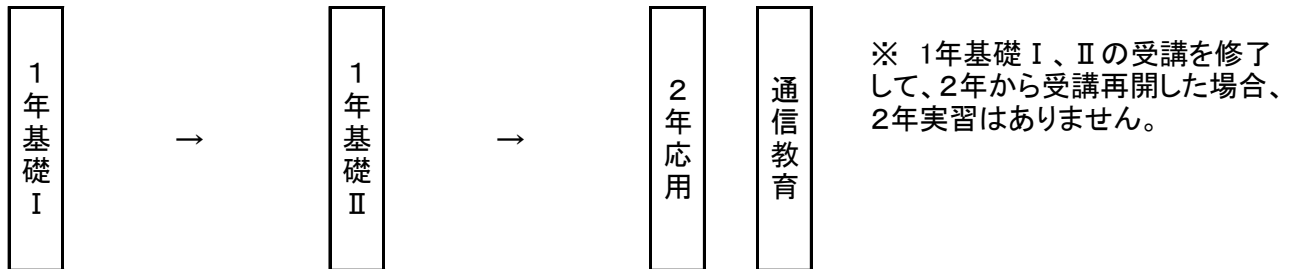 1年基礎Ⅰ
→
1年基礎Ⅱ
→
2年応用
通信教育
※ 1年基礎Ⅰ、Ⅱの受講を修了
して、2年から受講再開した場合、
2年実習はありません。